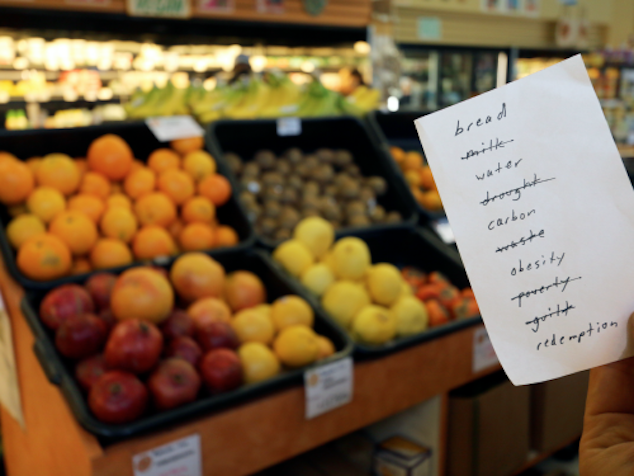 bread
milk
water
drought
carbon
waste
obesity
poverty
guilt
redemption